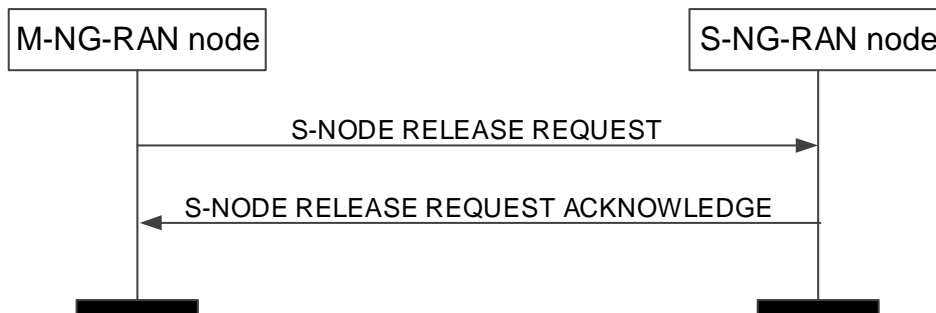 M-NG-RAN node
S-NG-RAN node
S-NODE RELEASE REQUEST
S-NODE RELEASE REQUEST ACKNOWLEDGE